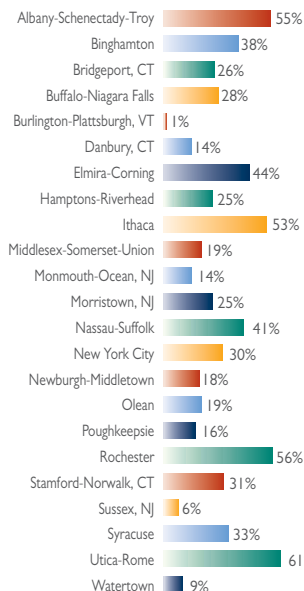 Albany-Schenectady-Troy 55%
Binghamton 38%
Bridgeport, CT 26%
Buffalo-Niagara Falls 28%
Burlington-Plattsburgh, VT 1%
Danbury, CT 14%
Elmira-Corning 44%
Hamptons-Riverhead 25%
Ithaca 53%
Middlesex-Somerset-Union 19%
Monmouth-Ocean, NJ 14%
Morristown, NJ 25%
Nassau-Suffolk 41%
New York City 30%
Newburgh-Middletown 18%
Olean 19%
Poughkeepsie 16%
Rochester 56%
Stamford-Norwalk, CT 31%
Sussex, NJ 6%
Syracuse 33%
Utica-Rome 61
Watertown 9%